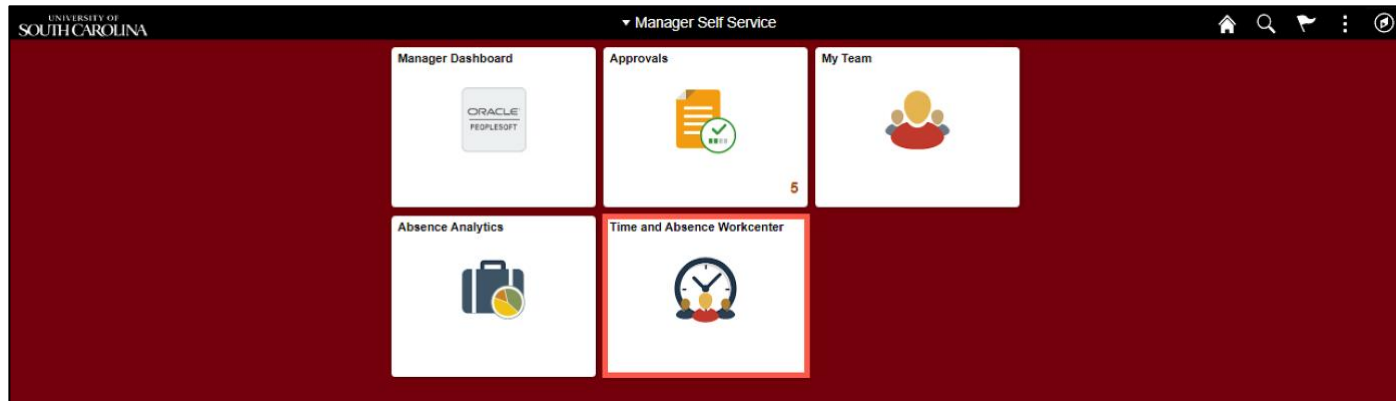 UNIVERSITY OF
SOUTH CAROLINA
Manager Self Service
Manager Dashboard
Approvals
My Team
ORACLE
PEOPLESOFT
5
Absence Analytics
Time and Absence Workcenter